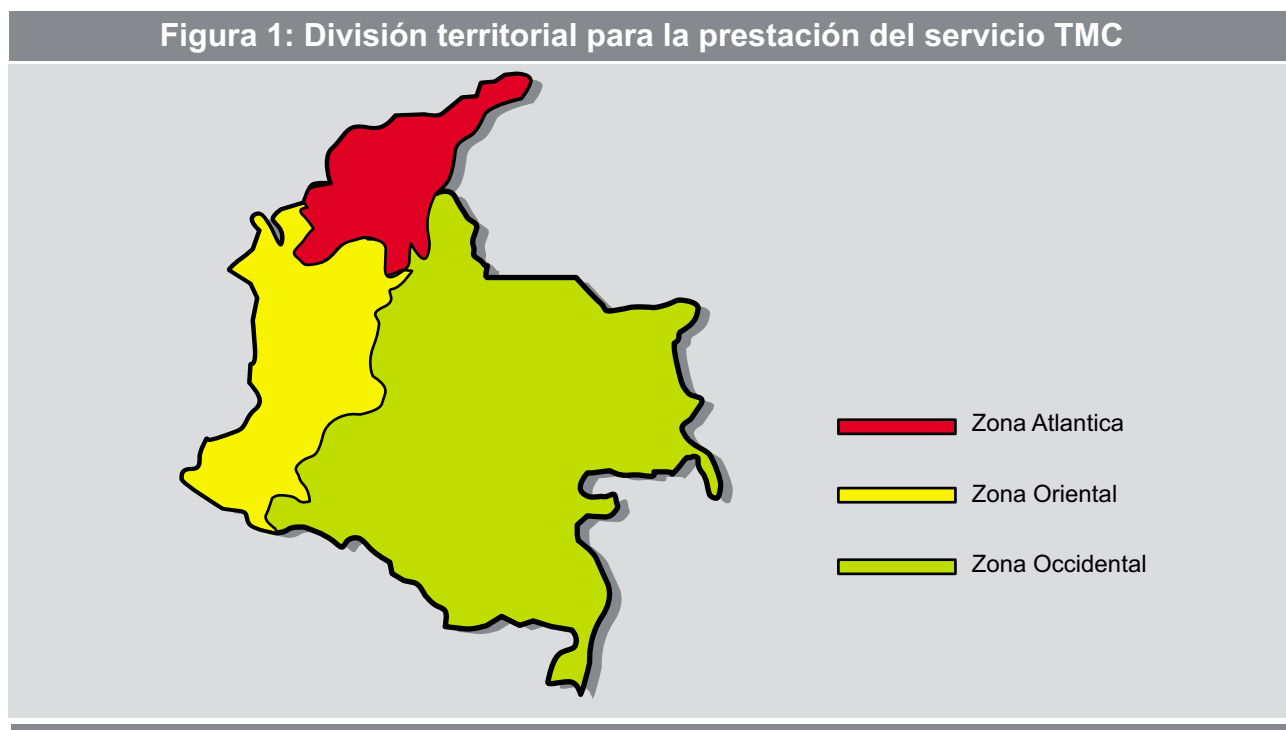 Figura 1: División territorial para la prestación del servicio TMC
Zona Atlantica
Zona Oriental
Zona Occidental